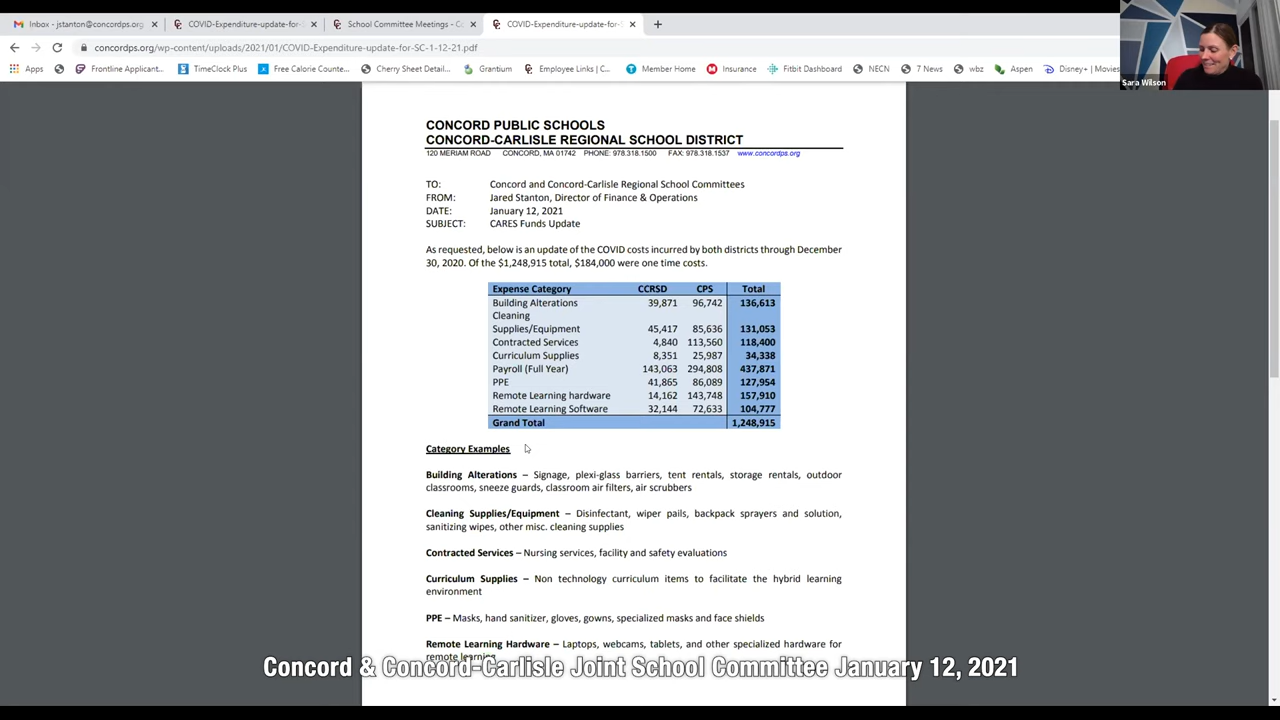 Inbox - jstanton@concordps.org
COVID-Expenditure-update-for-S
School Committee Meetings - Co
COVID-Expenditure-update-for-S
concordps.org/wp-content/uploads/2021/01/COVID-Expenditure-update-for-SC-1-12-21.pdf
Apps Frontline Applicant... TimeClock Plus Free Calorie Counte... Cherry Sheet Detail... Grantium Employee Links | C... Member Home Insurance Fitbit Dashboard NECN 7 News wbz Aspen Disney+ | Movies
Sara Wilson
CONCORD PUBLIC SCHOOLS
CONCORD-CARLISLE REGIONAL SCHOOL DISTRICT
120 MERIAM ROAD CONCORD, MA 01742 PHONE: 978.318.1500 FAX: 978.318.1537 www.concordps.org
TO: Concord and Concord-Carlisle Regional School Committees
FROM: Jared Stanton, Director of Finance & Operations
DATE: January 12, 2021
SUBJECT: CARES Funds Update
As requested, below is an update of the COVID costs incurred by both districts through December
30, 2020. Of the $1,248,915 total, $184,000 were one time costs.
Expense Category CCRSD CPS Total
Building Alterations 39,871 96,742 136,613
Cleaning
Supplies/Equipment 45,417 85,636 131,053
Contracted Services 4,840 113,560 118,400
Curriculum Supplies 8,351 25,987 34,338
Payroll (Full Year) 143,063 294,808 437,871
PPE 41,865 86,089 127,954
Remote Learning hardware 14,162 143,748 157,910
Remote Learning Software 32,144 72,633 104,777
Grand Total 1,248,915
Category Examples
Building Alterations – Signage, plexi-glass barriers, tent rentals, storage rentals, outdoor
classrooms, sneeze guards, classroom air filters, air scrubbers
Cleaning Supplies/Equipment – Disinfectant, wiper pails, backpack sprayers and solution,
sanitizing wipes, other misc. cleaning supplies
Contracted Services – Nursing services, facility and safety evaluations
Curriculum Supplies – Non technology curriculum items to facilitate the hybrid learning
environment
PPE – Masks, hand sanitizer, gloves, gowns, specialized masks and face shields
Remote Learning Hardware – Laptops, webcams, tablets, and other specialized hardware for
remote learning
Concord & Concord-Carlisle Joint School Committee January 12, 2021